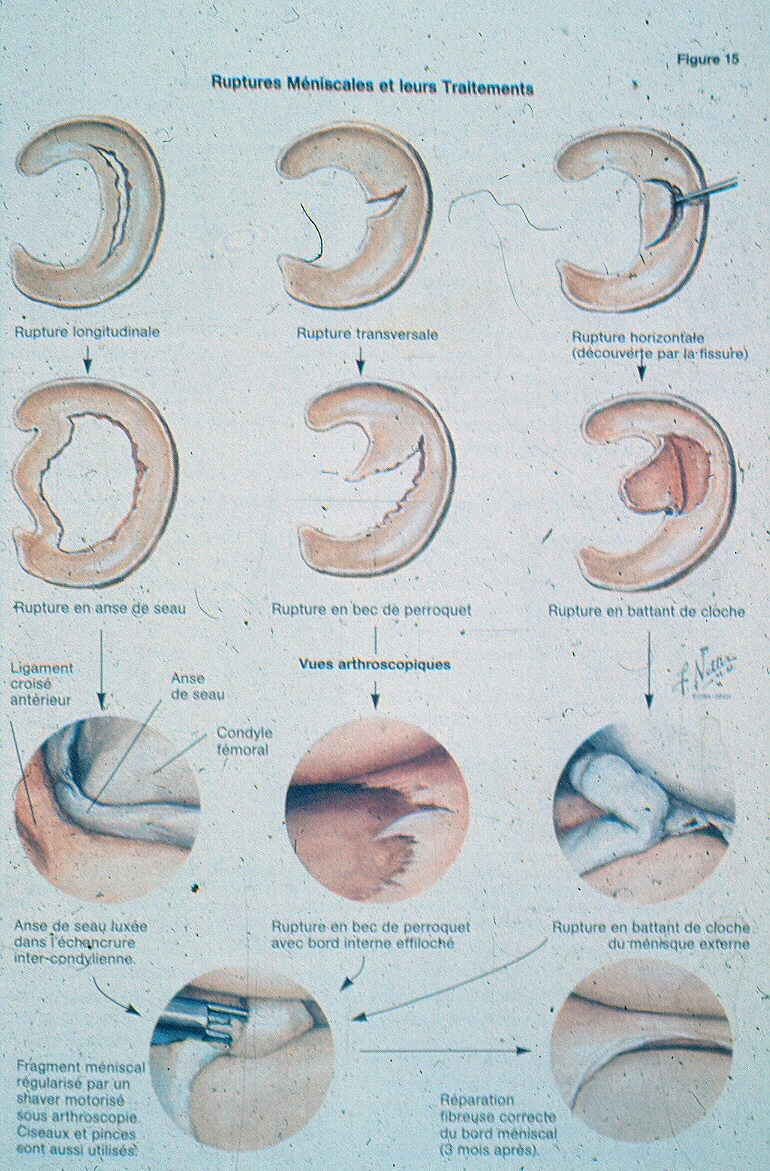 Figure 15
Ruptures Méniscales et leurs Traitements
Rupture longitudinale
Rupture transversale
Rupture horizontale
(découverte par la fissure)
Rupture en anse de seau
Rupture en bec de perroquet
Rupture en battant de cloche
Vues arthroscopiques
Ligament
croisé
antérieur
Anse
de seau
Condyle
fémoral
Anse de seau luxée
dans l'échancrure
inter-condylienne.
Rupture en bec de perroquet
avec bord interne effiloché
Rupture en battant de cloche
du ménisque externe
Fragment méniscal
régularisé par un
shaver motorisé
sous arthroscopie.
Ciseaux et pinces
sont aussi utilisés.
Réparation
fibreuse correcte
du bord méniscal
(3 mois après).